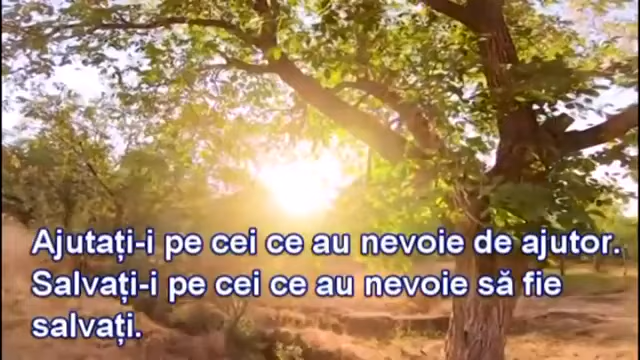 Ajutați-i pe cei ce au nevoie de ajutor.
Salvați-i pe cei ce au nevoie să fie
salvați.